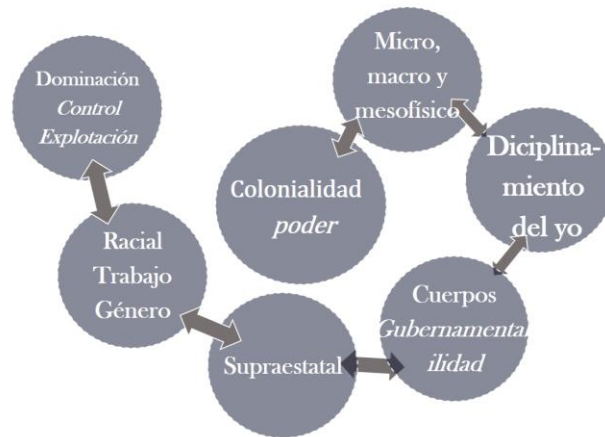 Dominación
Control
Explotación
Racial
Trabajo
Género
Supraestatal
Cuerpos
Gubernamental
ilidad
Diciplina-
miento
del yo
Micro,
macro y
mesofísico
Colonialidad
poder